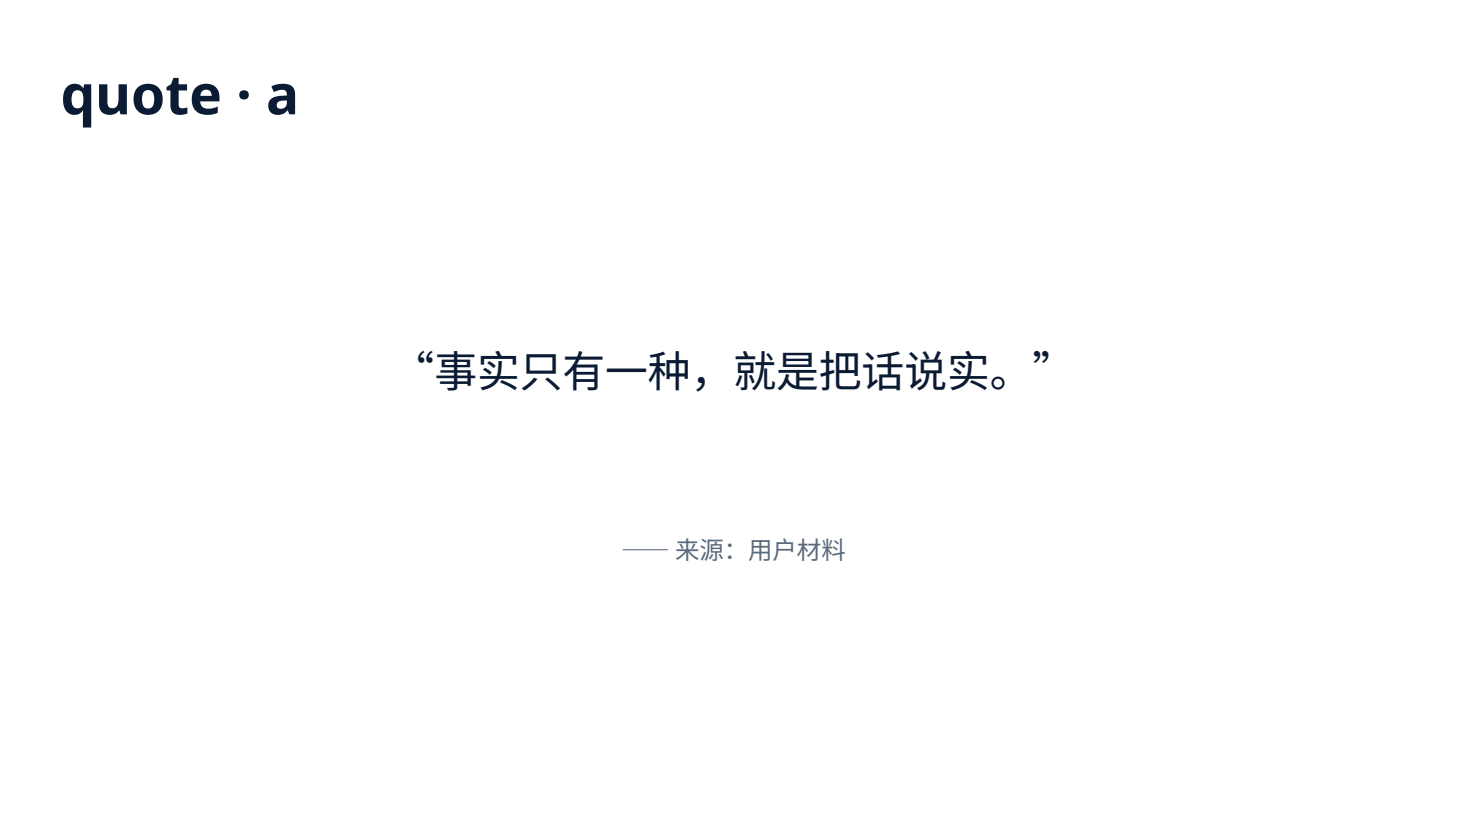 quote · a
“事实只有一种，就是把话说实。”
—— 来源：用户材料